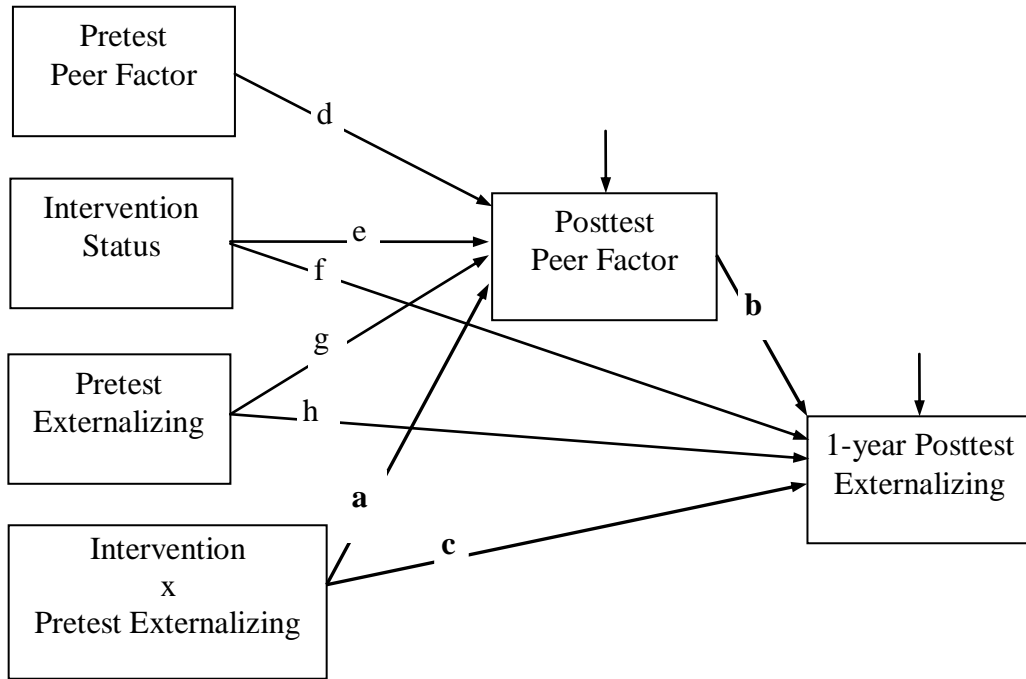 Pretest
Peer Factor
d
Intervention
Status
e
f
Posttest
Peer Factor
b
g
Pretest
Externalizing
h
1-year Posttest
Externalizing
a
c
Intervention
x
Pretest Externalizing